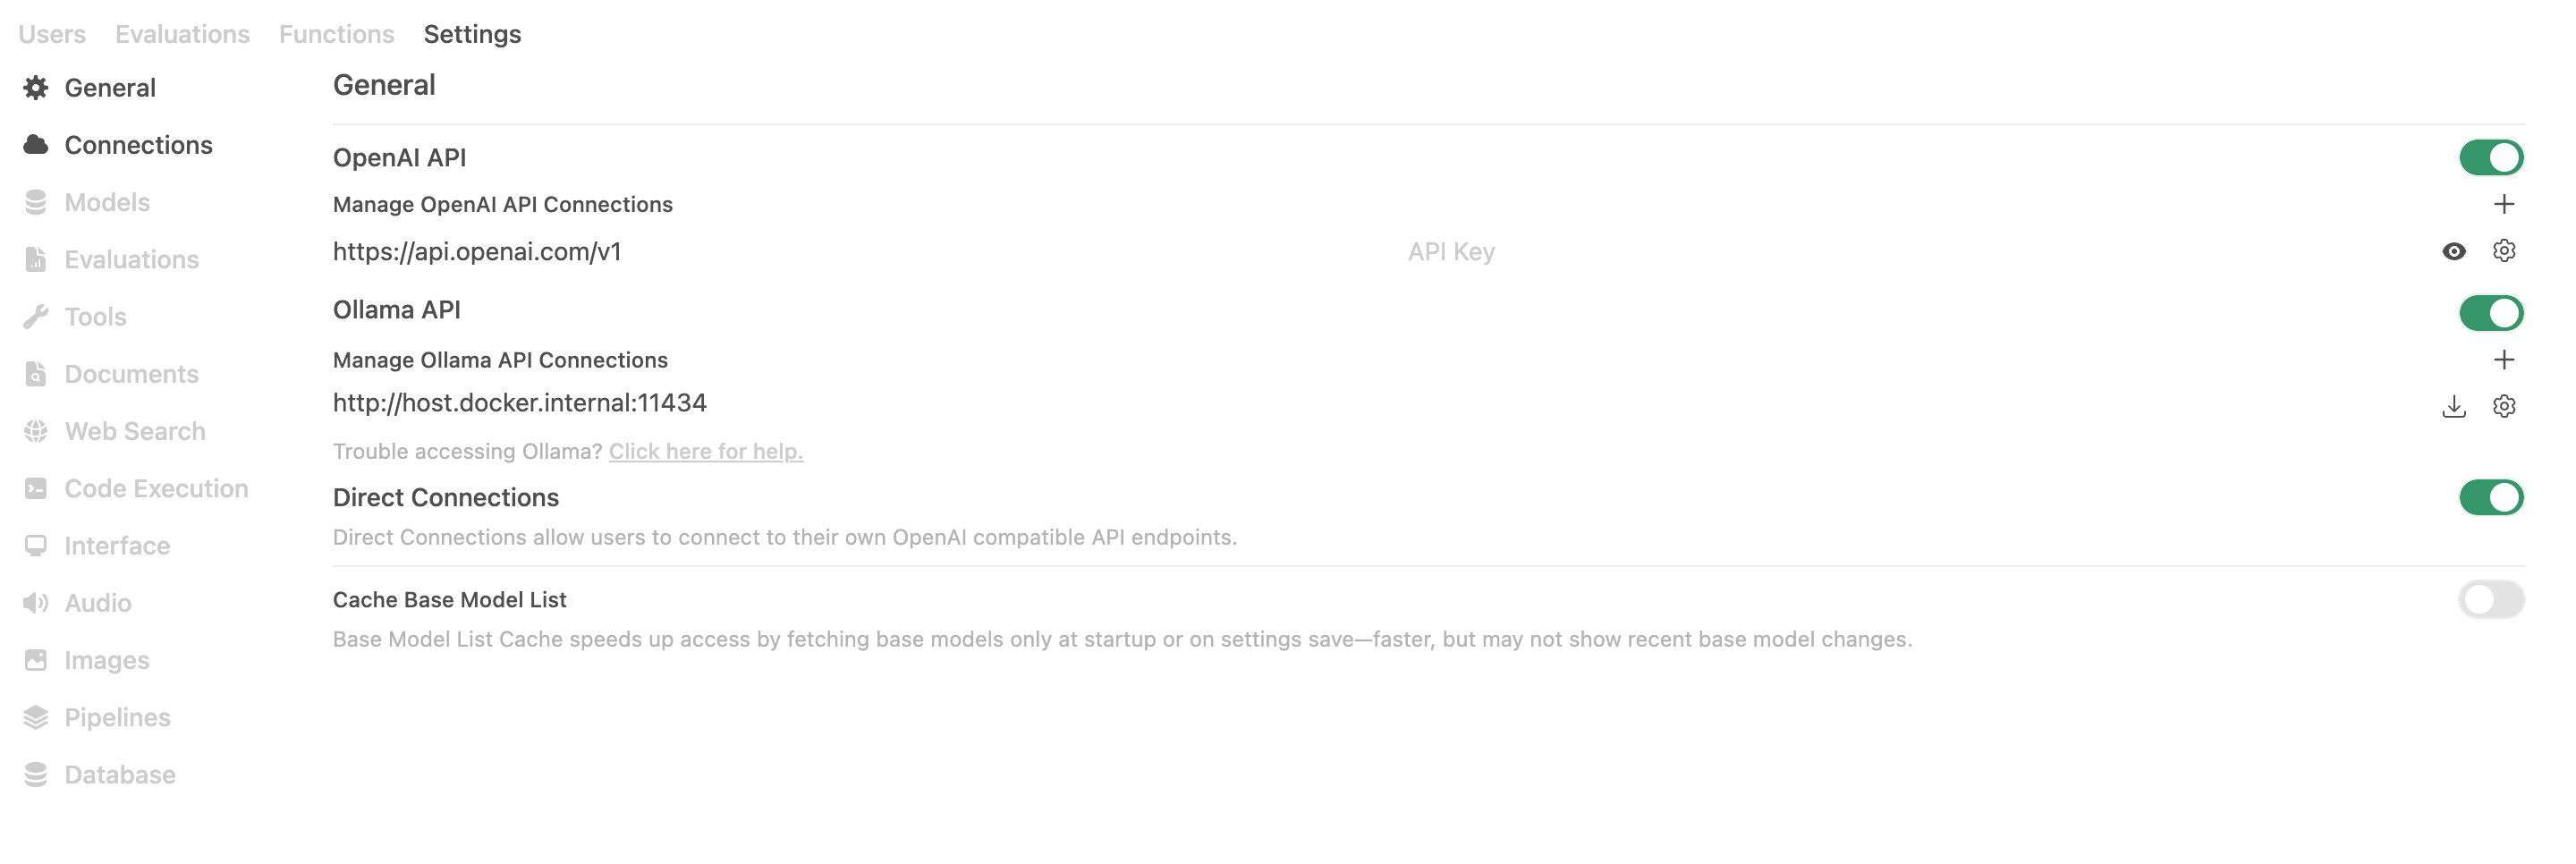 Users Evaluations Functions Settings
General
Connections
Models
Evaluations
Tools
Documents
Web Search
Code Execution
Interface
Audio
Images
Pipelines
Database
General
OpenAI API
Manage OpenAI API Connections
https://api.openai.com/v1 API Key
Ollama API
Manage Ollama API Connections
http://host.docker.internal:11434
Trouble accessing Ollama? Click here for help.
Direct Connections
Direct Connections allow users to connect to their own OpenAI compatible API endpoints.
Cache Base Model List
Base Model List Cache speeds up access by fetching base models only at startup or on settings save—faster, but may not show recent base model changes.